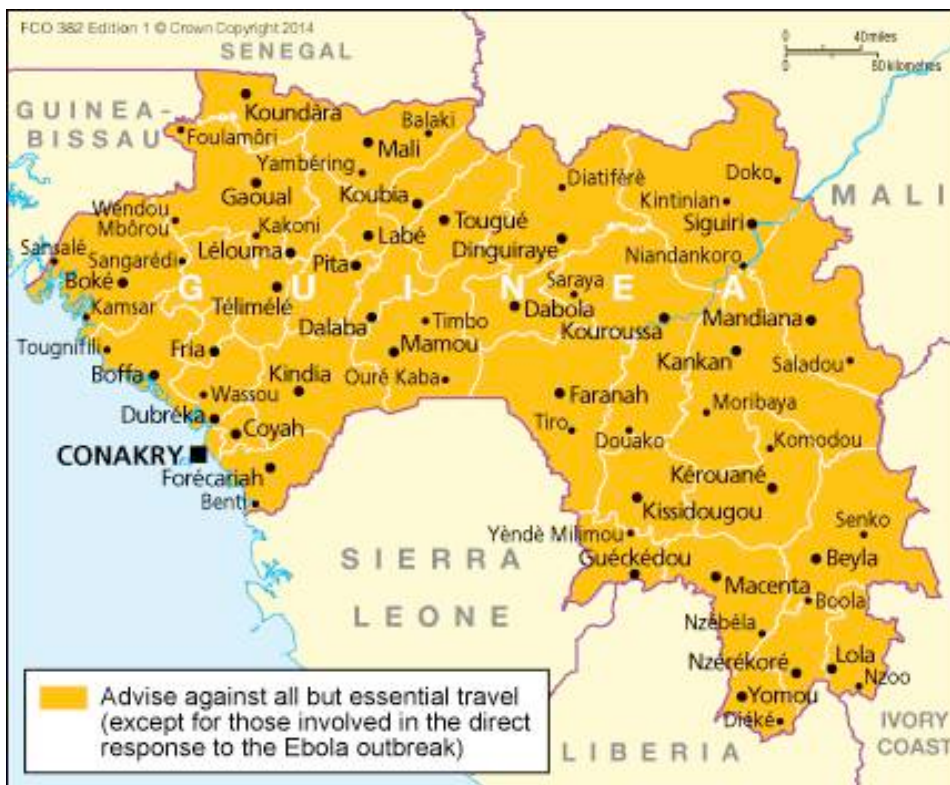 FCO 382 Edition 1 © Crown Copyright 2014
SENEGAL
40miles
0
0
80 kilometres
GUINEA-
BISSAU
Koundâra
Foulamôri
Balaki
Mali
Yambéring
Gaoual
Koubia
Diatiférè
Doko
Kintinian
MALI
Wendou
Mbôrou
Kakoni
Tougué
Siguiri
Labé
Dinguiraye
Sansalé
Sangarédi
Lélouma
Pita
Niandankoro
Boké
GUINEA
Saraya
Kamsar
Télimélé
Dalaba
Timbo
Dabola
Kouroussa
Mandiana
Tougnifili
Fria
Mamou
Kankan
Saladou
Boffa
Kindia
Ouré Kaba
Wassou
Faranah
Moribaya
Dubréka
Coyah
Tiro
Douako
Komodou
CONAKRY
Forécariah
Kérouané
Benti
Kissidougou
Senko
Yèndè Milimou
SIERRA
LEONE
Guéckédou
Beyla
Macenta
Boola
Nzébéla
Nzérékoré
Lola
Nzoo
Yomou
Diéké
IVORY
COAST
LIBERIA
Advise against all but essential travel
(except for those involved in the direct
response to the Ebola outbreak)